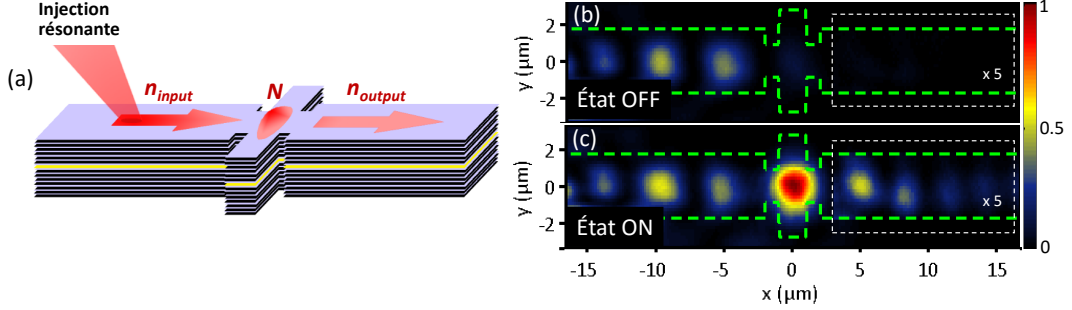 Injection
résonante
(a)
n_input
N
n_output
(b)
y (µm)
2
0
-2
État OFF
x 5
(c)
y (µm)
2
0
-2
État ON
x 5
-15 -10 -5 0 5 10 15
x (µm)
1
0.5
0